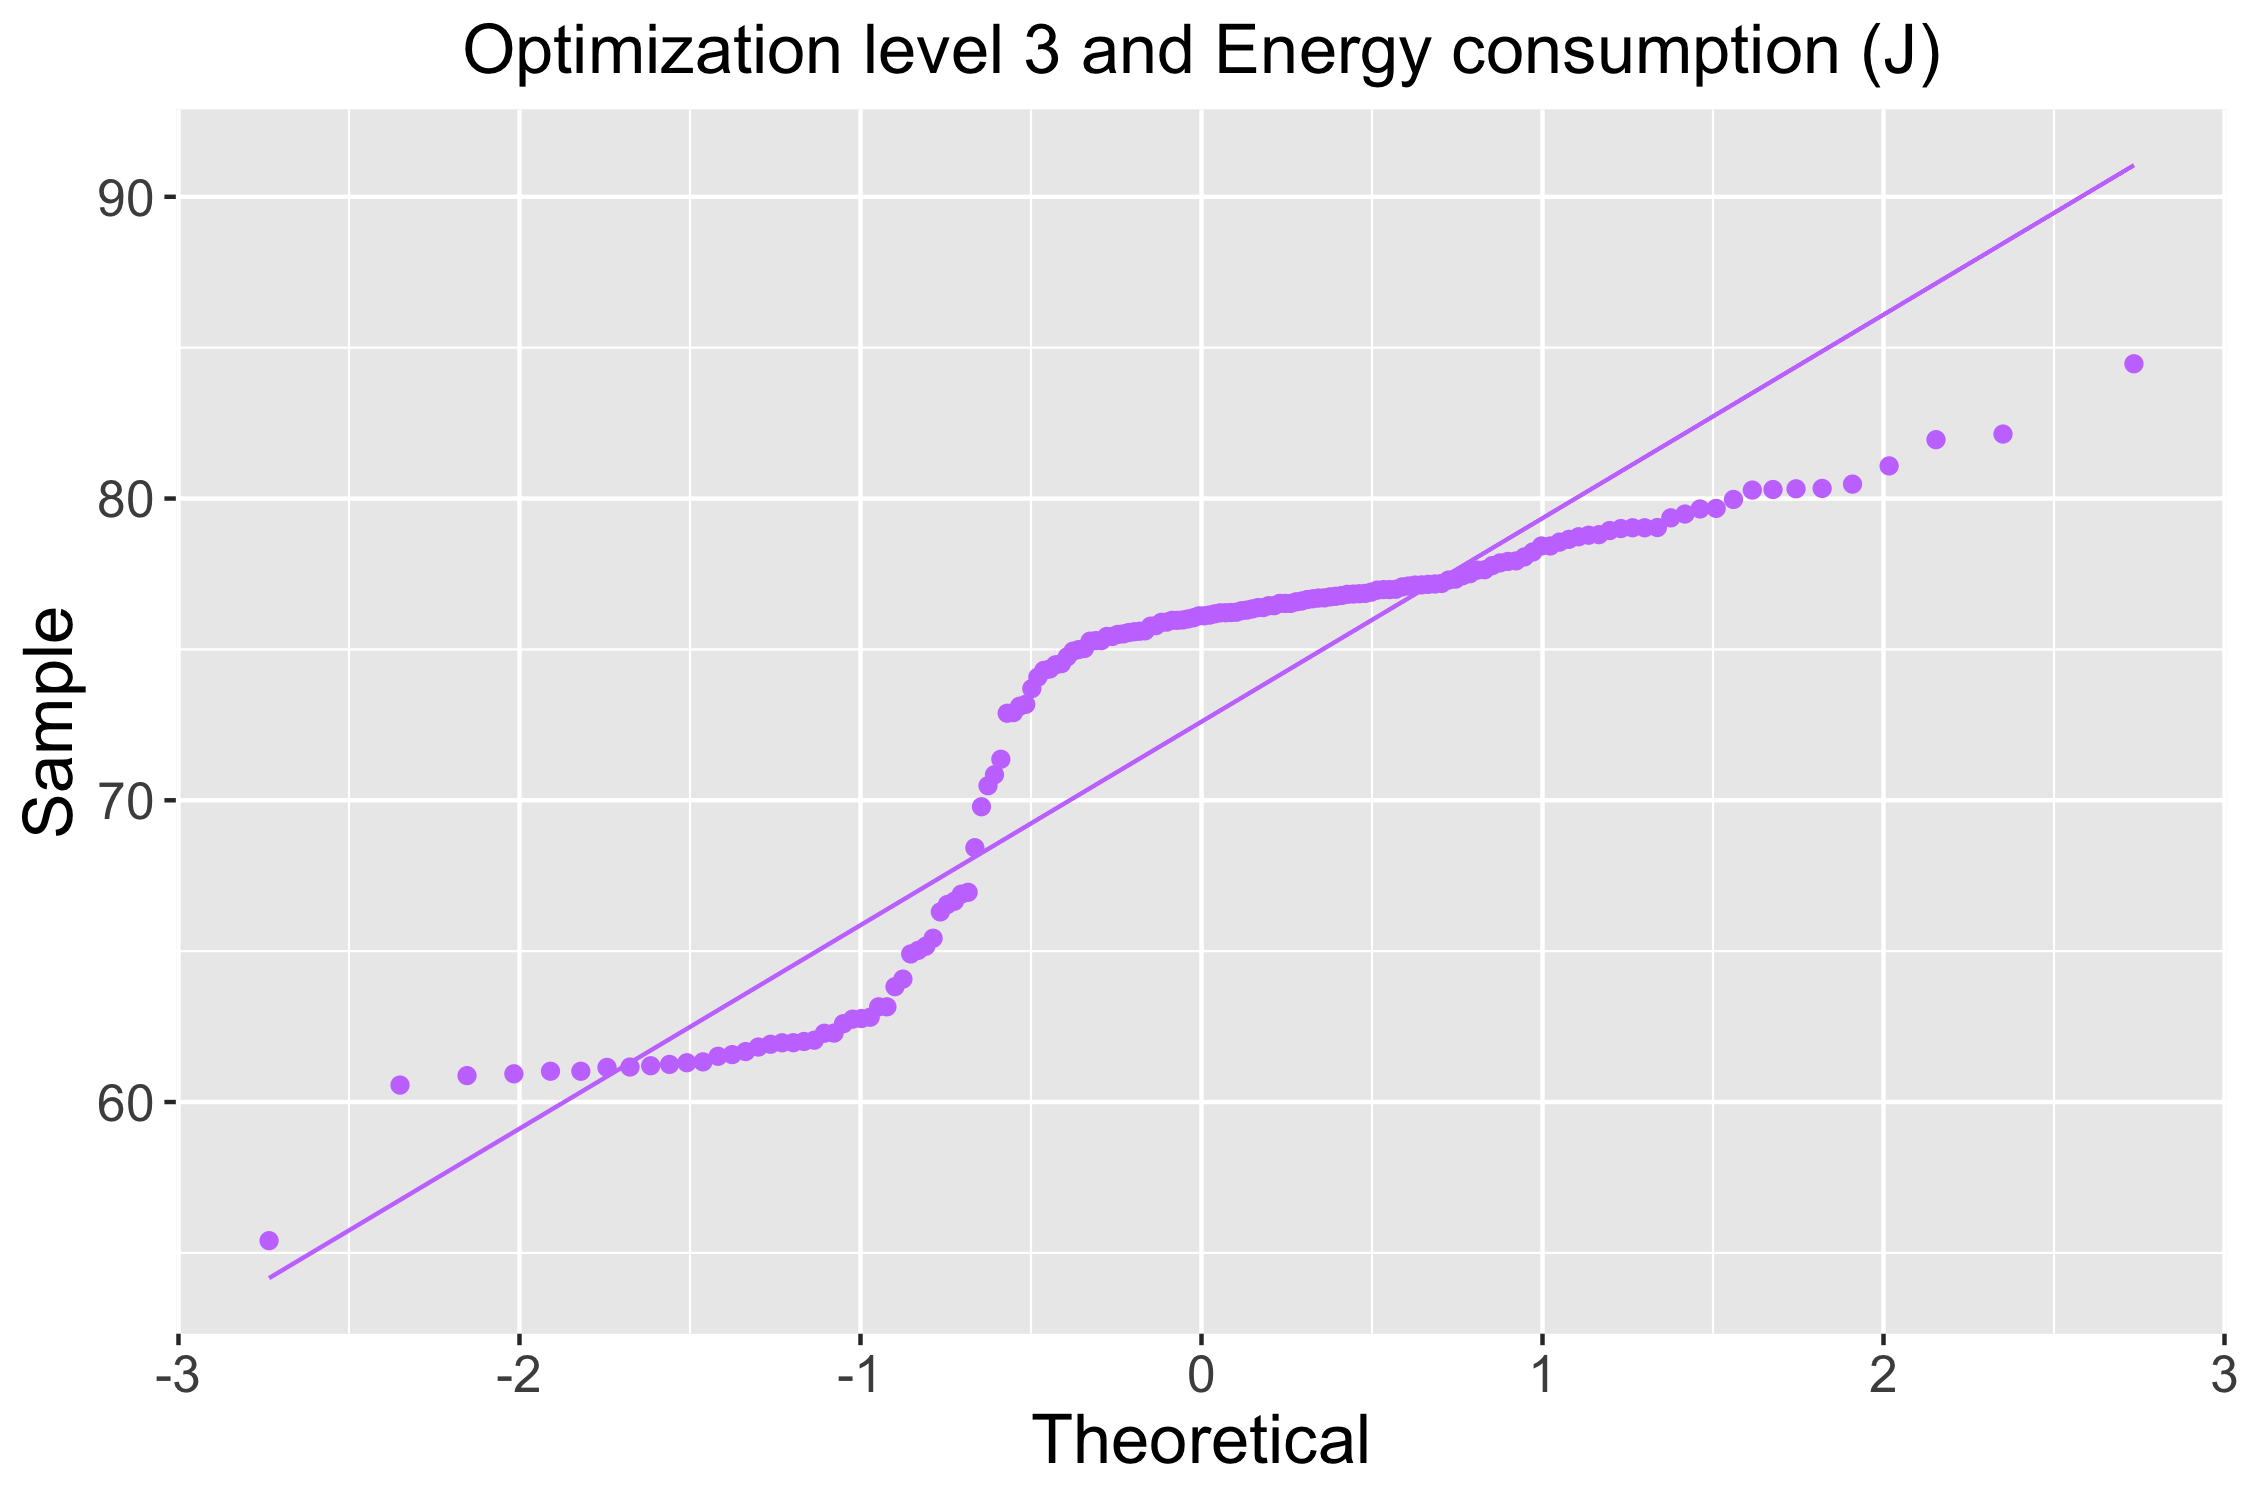 Optimization level 3 and Energy consumption (J)
90
80
70
60
Sample
-3 -2 -1 0 1 2 3
Theoretical